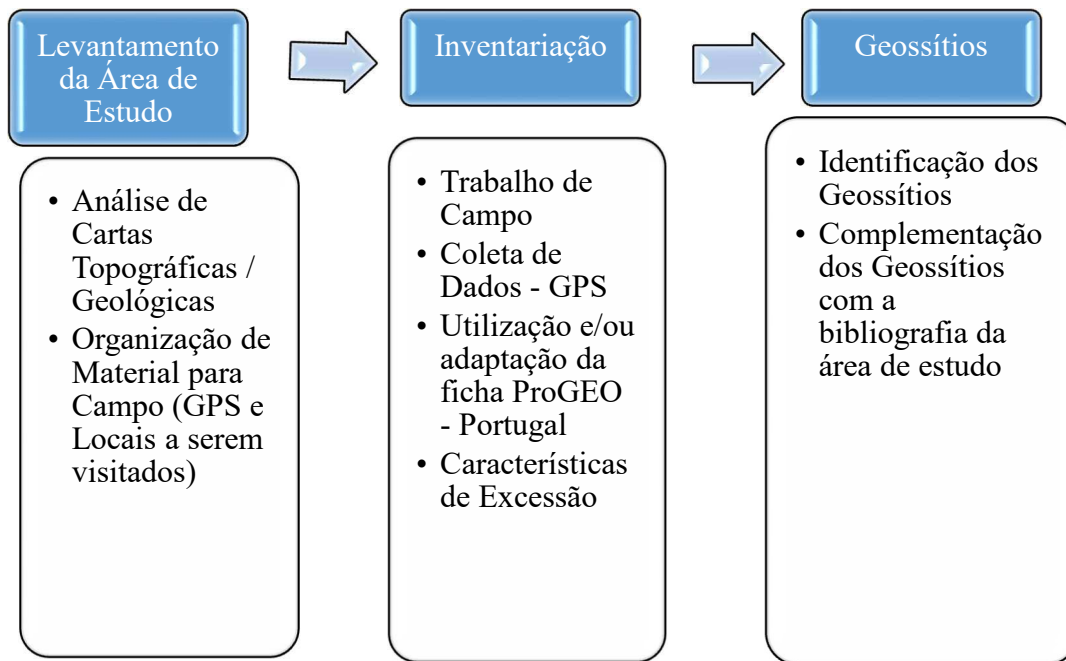 Levantamento
da Área de
Estudo
• Análise de
Cartas
Topográficas /
Geológicas
• Organização de
Material para
Campo (GPS e
Locais a serem
visitados)
Inventariação
• Trabalho de
Campo
• Coleta de
Dados - GPS
• Utilização e/ou
adaptação da
ficha ProGEO
- Portugal
• Características
de Excessão
Geossítios
• Identificação dos
Geossítios
• Complementação
dos Geossítios
com a
bibliografia da
área de estudo